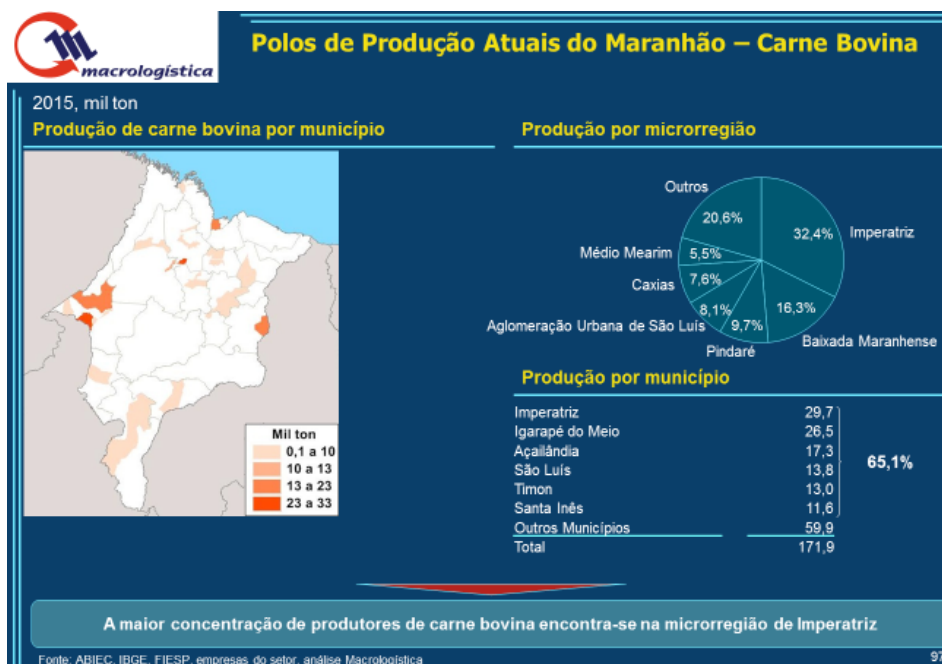 macrologística
Polos de Produção Atuais do Maranhão – Carne Bovina
2015, mil ton
Produção de carne bovina por município
Mil ton
0,1 a 10
10 a 13
13 a 23
23 a 33
Produção por microrregião
Outros
20,6%
32,4%
Imperatriz
Médio Mearim
5,5%
Caxias
7,6%
16,3%
Aglomeração Urbana de São Luís
8,1%
9,7%
Baixada Maranhense
Pindaré
Produção por município
Imperatriz 29,7
Igarapé do Meio 26,5
Açailândia 17,3
65,1%
São Luís 13,8
Timon 13,0
Santa Inês 11,6
Outros Municípios 59,9
Total 171,9
A maior concentração de produtores de carne bovina encontra-se na microrregião de Imperatriz
Fonte: ABIEC, IBGE, FIESP, empresas do setor, análise Macrologística
97